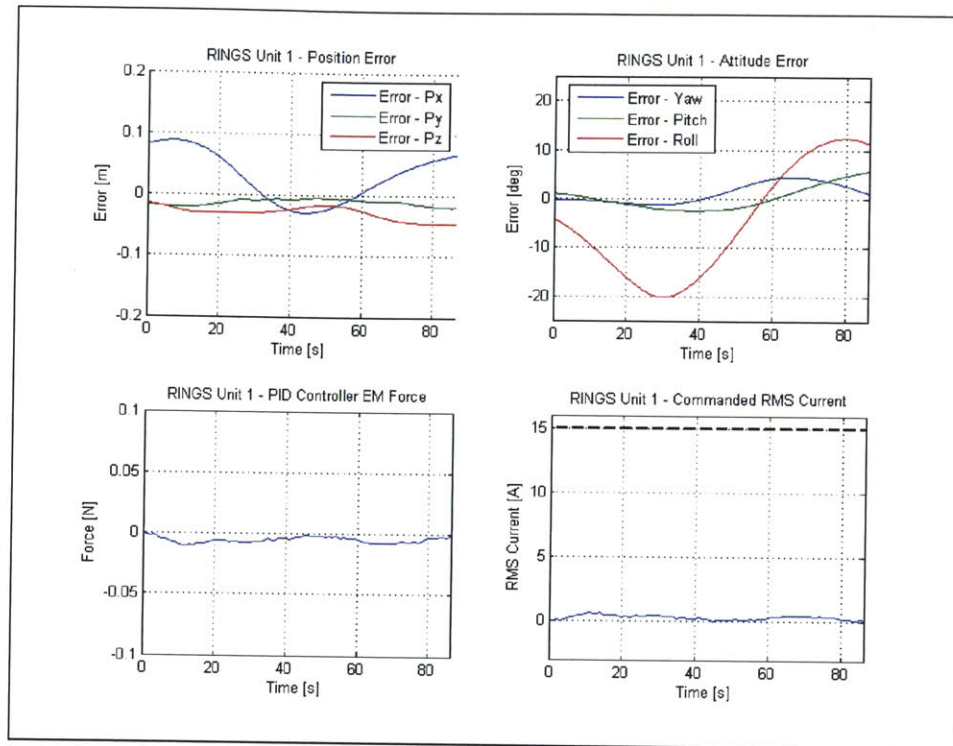 RINGS Unit 1 - Position Error
0.2
0.1
0
-0.1
-0.2
Error [m]
Error - Px
Error - Py
Error - Pz
0
20
40
60
80
Time [s]
RINGS Unit 1 - Attitude Error
20
10
0
-10
-20
Error [deg]
Error - Yaw
Error - Pitch
Error - Roll
0
20
40
60
80
Time [s]
RINGS Unit 1 - PID Controller EM Force
0.1
0.05
0
-0.05
-0.1
Force [N]
0
20
40
60
80
Time [s]
RINGS Unit 1 - Commanded RMS Current
15
10
5
0
RMS Current [A]
0
20
40
60
80
Time [s]